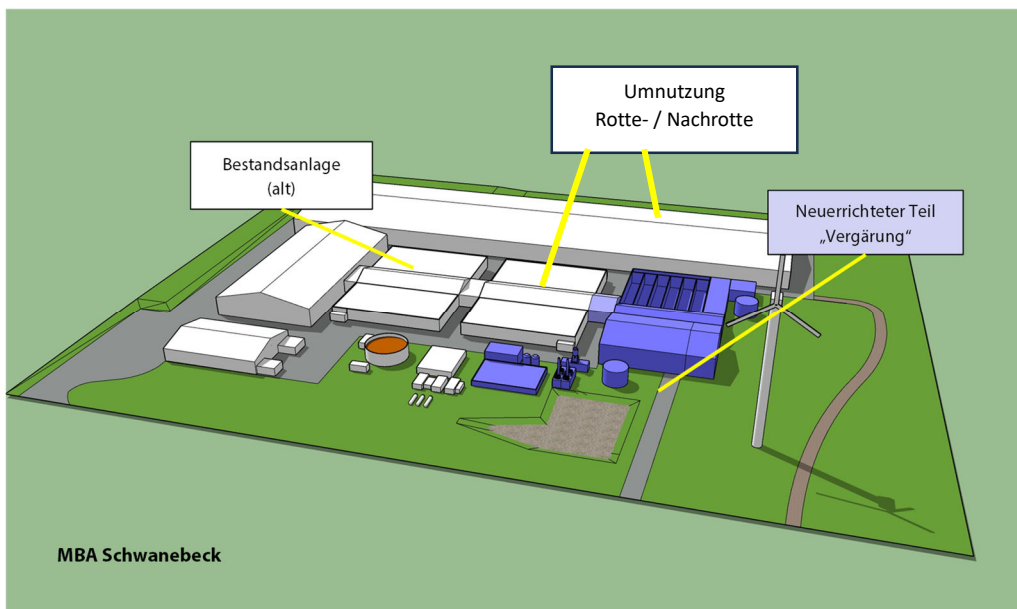 Umnutzung
Rotte- / Nachrotte
Bestandsanlage
(alt)
Neuerrichteter Teil
„Vergärung“
MBA Schwanebeck